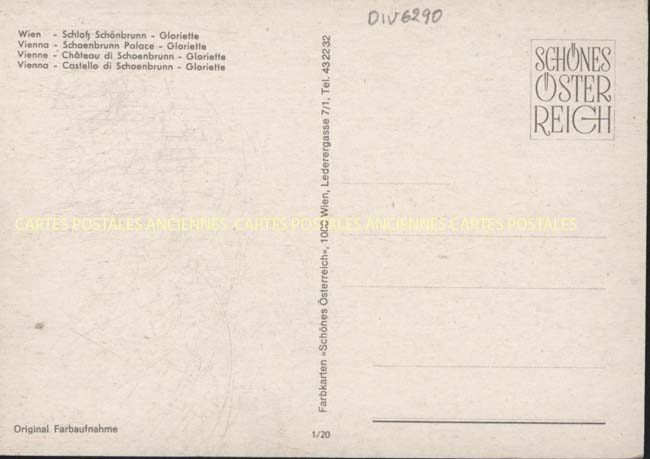 DIV6290
Wien - Schloß Schönbrunn - Gloriette
Vienna - Schoenbrunn Palace - Gloriette
Vienne - Château di Schoenbrunn - Gloriette
Vienna - Castello di Schoenbrunn - Gloriette
SCHÖNES
ÖSTER
REICH
CARTES POSTALES ANCIENNES CARTES POSTALES ANCIENNES CARTES POSTALES
Farbkarten »Schönes Österreich«, 1000 Wien, Lederergasse 7/1, Tel. 432232
Original Farbaufnahme
1/20